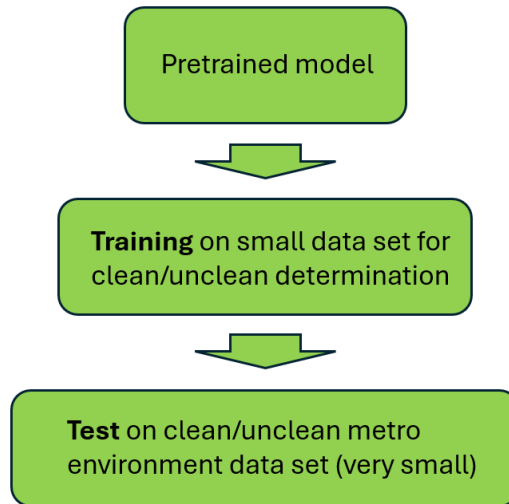 Pretrained model
Training on small data set for
clean/unclean determination
Test on clean/unclean metro
environment data set (very small)